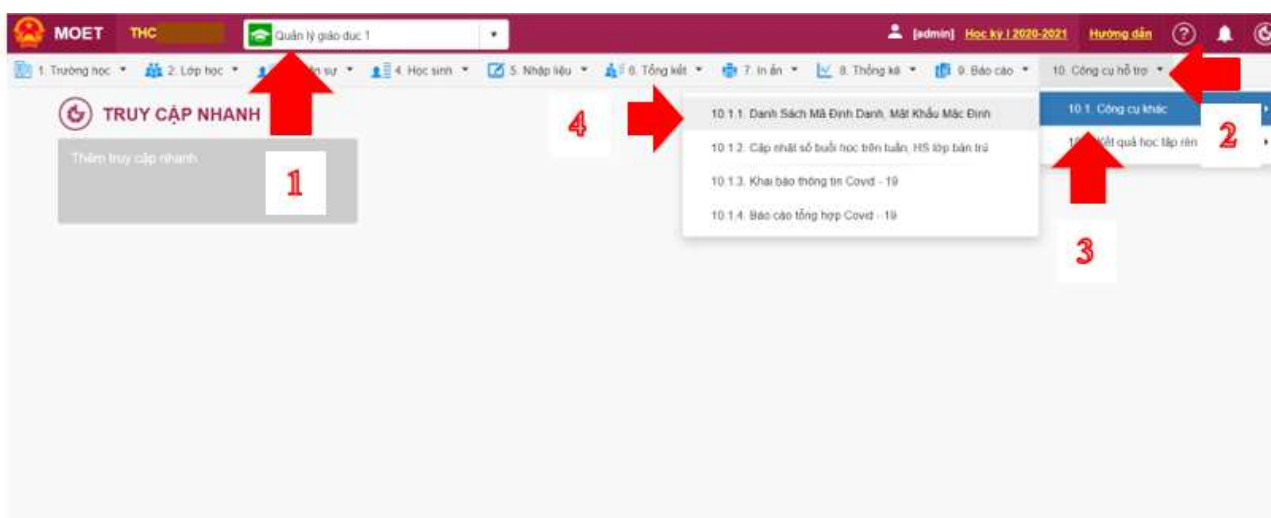 MOET THC Quản lý giáo dục 1 [admin] Học kỳ I 2020-2021 Hướng dẫn ?
1. Trường học 2. Lớp học 4. Học sinh 5. Nhập liệu 6. Tổng kết 7. In ấn 8. Thống kê 9. Báo cáo 10. Công cụ hỗ trợ
TRUY CẬP NHANH
Thêm truy cập nhanh
1
4
10.1.1. Danh Sách Mã Định Danh, Mật Khẩu Mặc Định
10.1.2. Cập nhật số buổi học trên tuần, HS lớp bán trú
10.1.3. Khai báo thông tin Covid - 19
10.1.4. Báo cáo tổng hợp Covid - 19
10.1. Công cụ khác
Kết quả học tập rèn
2
3